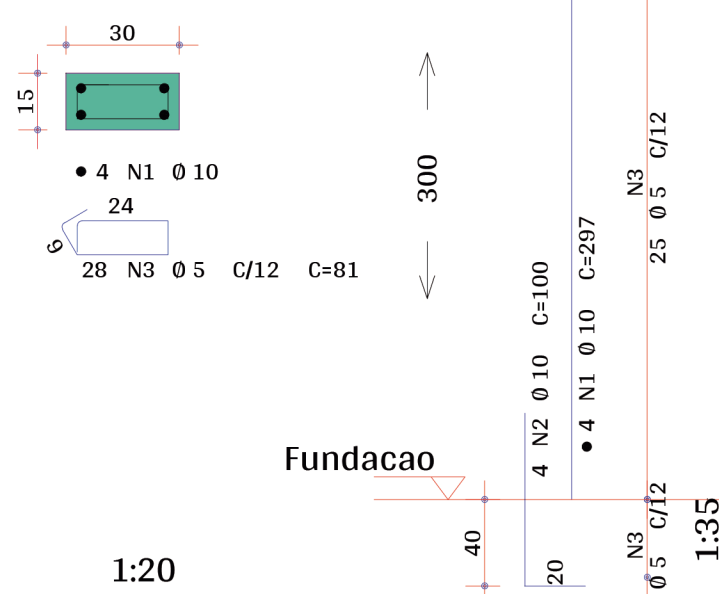 30
15
• 4 N1 Ø 10
24
9
28 N3 Ø 5 C/12 C=81
300
25 Ø 5 C/12
N3
4 N2 Ø 10 C=100
• 4 N1 Ø 10 C=297
Fundacao
40
20
Ø 5 C/12
N3
1:20
1:35